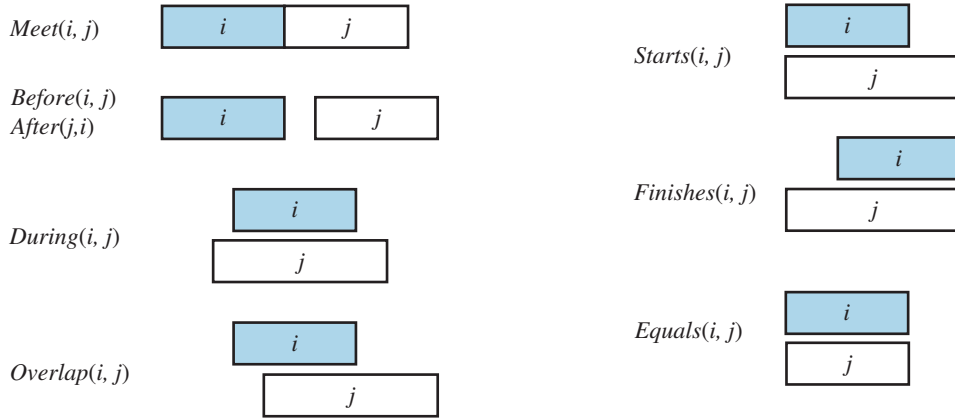 Meet(i, j)
i
j
Before(i, j)
After(j,i)
i
j
During(i, j)
i
j
Overlap(i, j)
i
j
Starts(i, j)
i
j
Finishes(i, j)
i
j
Equals(i, j)
i
j